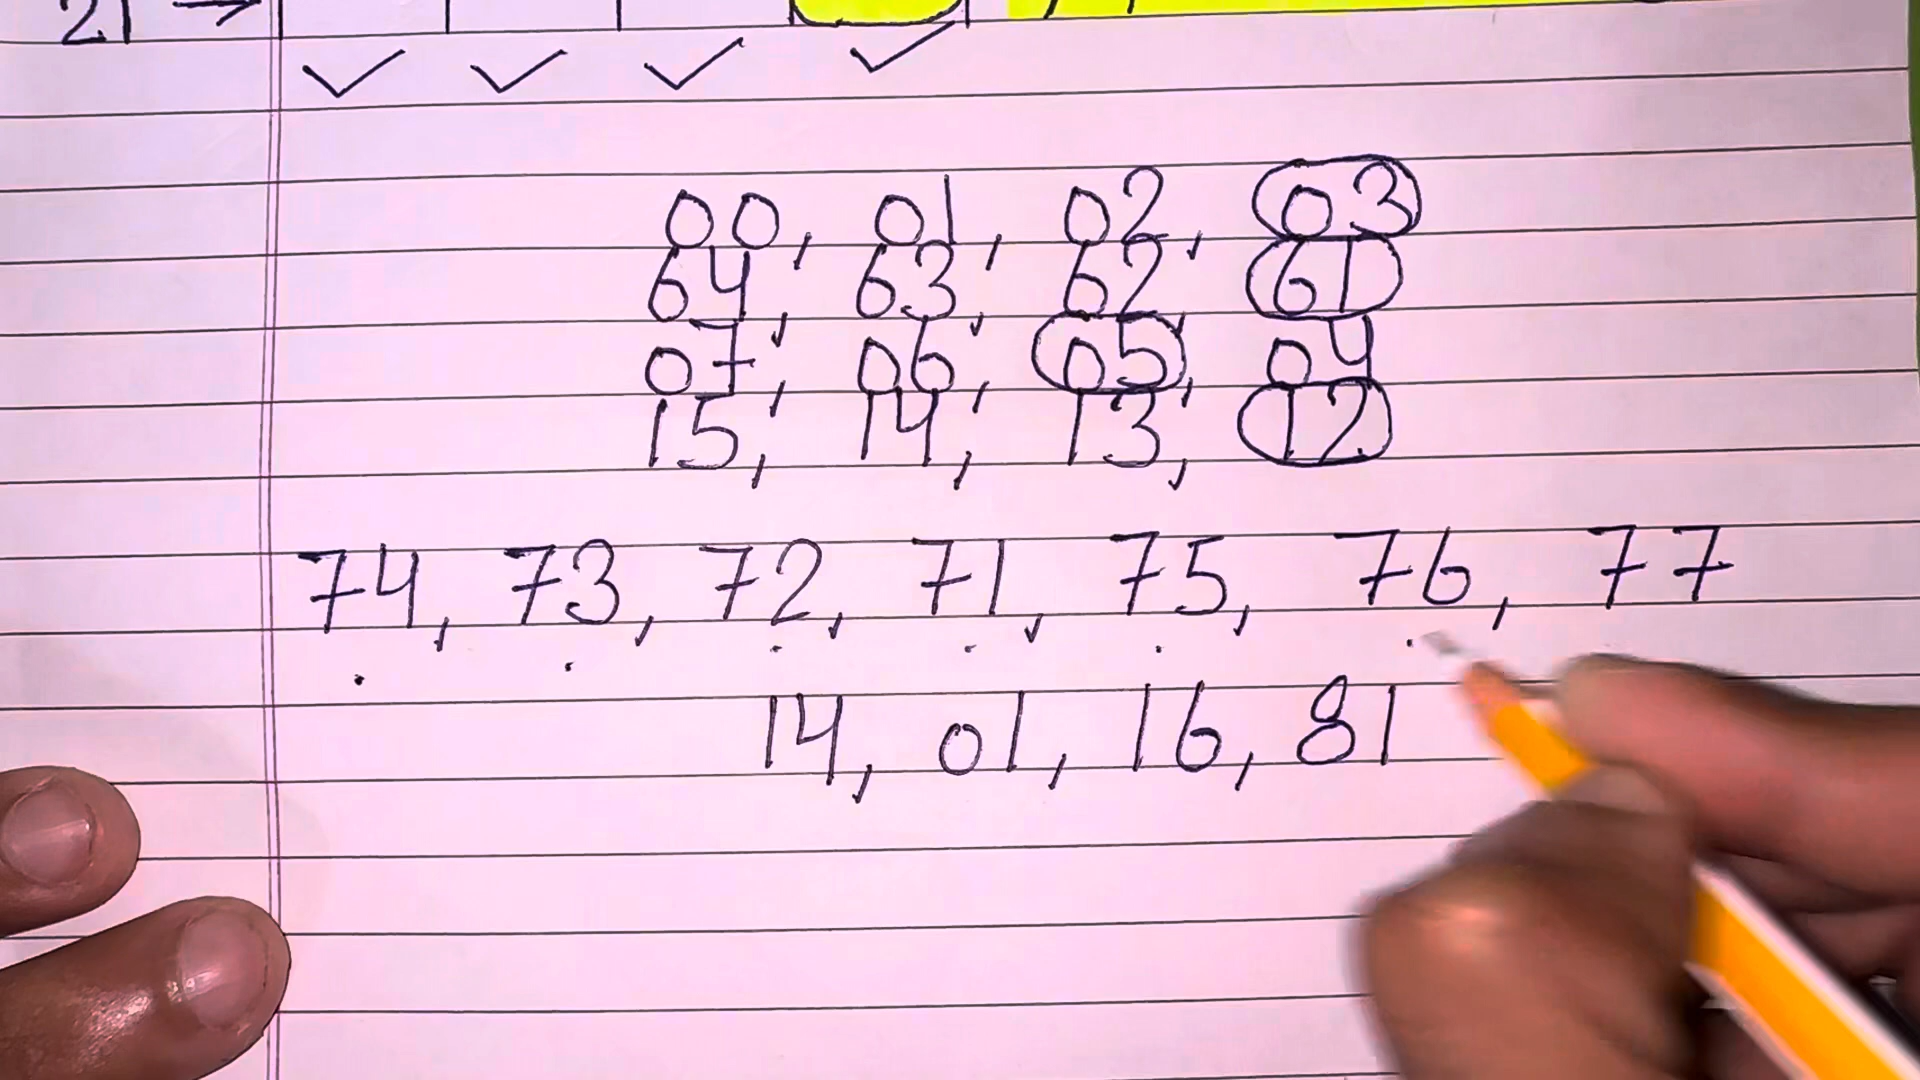 21 →
00, 01, 02, 03
64, 63, 62, 61
07, 06, 05, 04
15, 14, 13, 12
74, 73, 72, 71, 75, 76, 77
14, 01, 16, 81